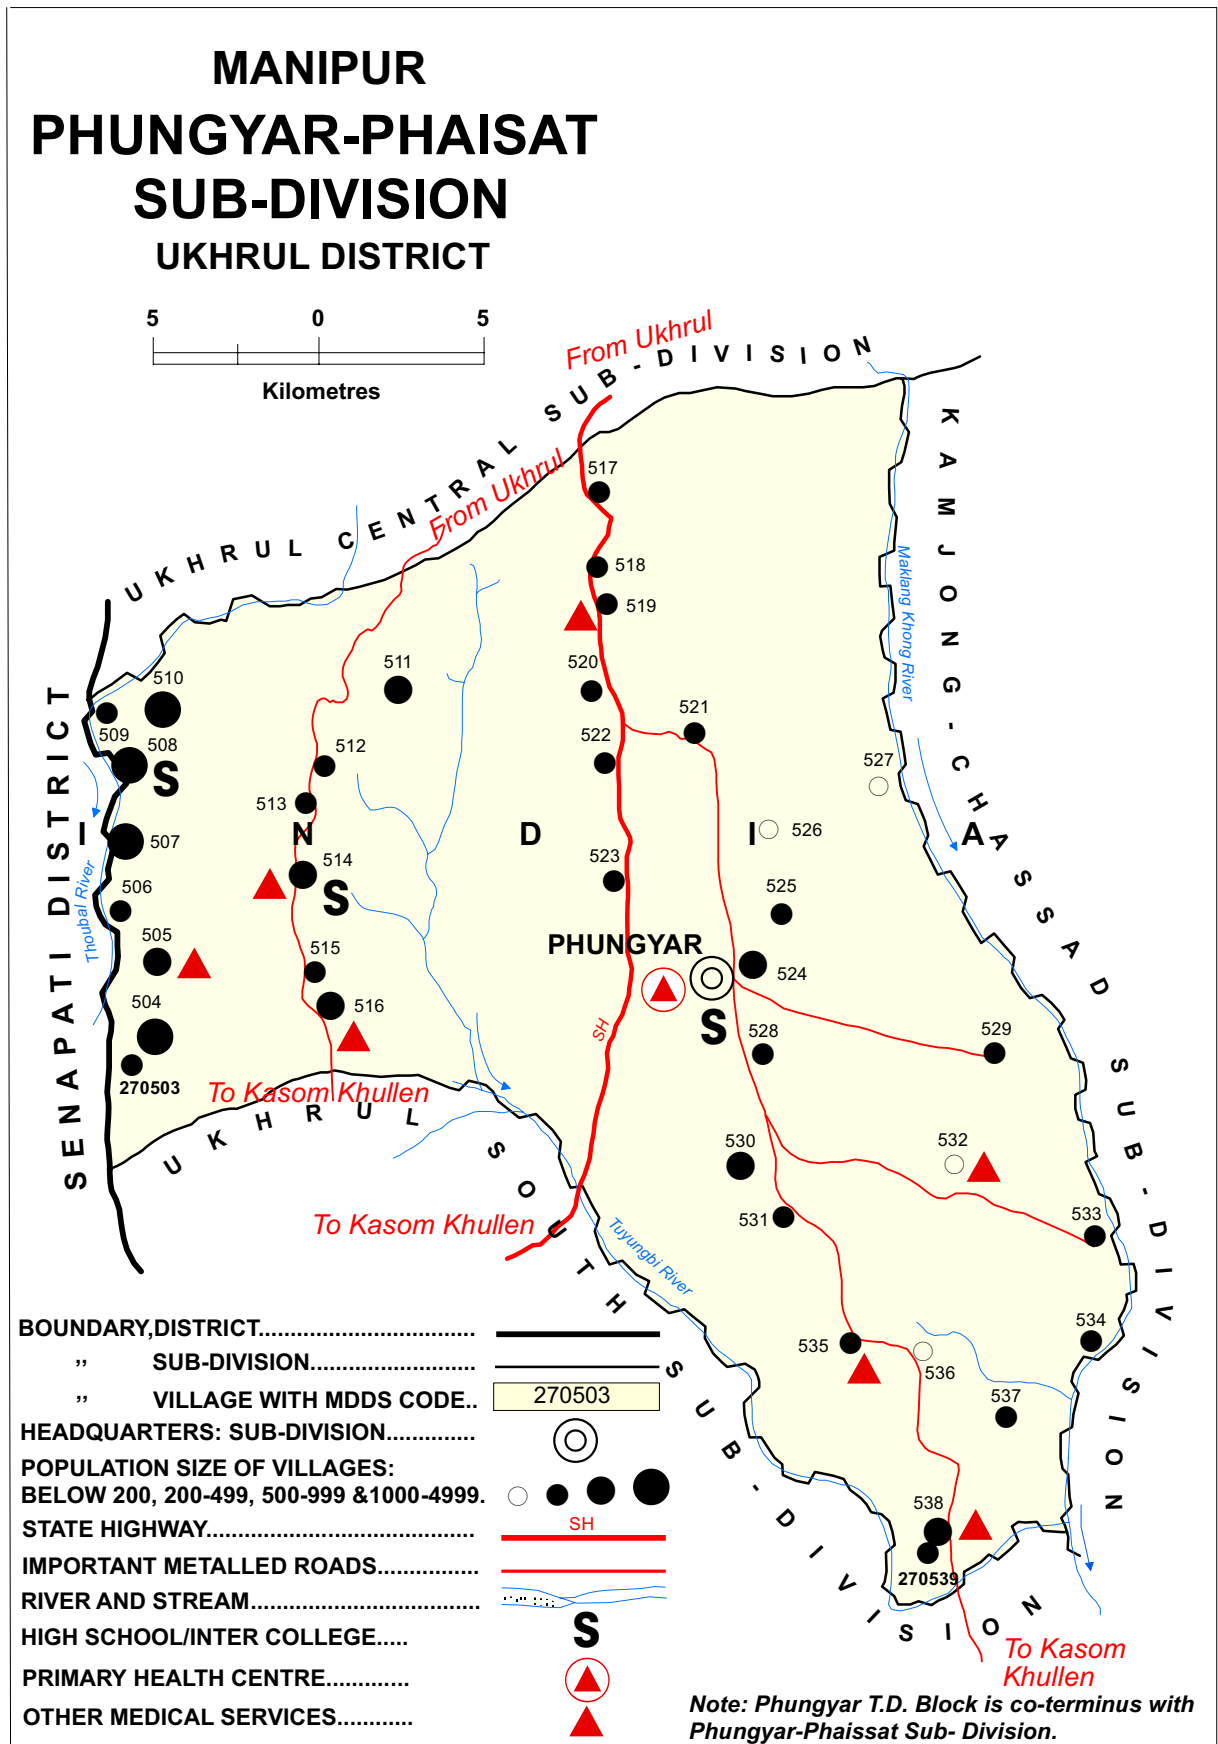 MANIPUR
PHUNGYAR-PHAISAT
SUB-DIVISION
UKHRUL DISTRICT
5 0 5
Kilometres
From Ukhrul
From Ukhrul
UKHRUL CENTRAL SUB-DIVISION
KAMJONG-CHASSAD SUB-DIVISION
SENAPATI DISTRICT
UKHRUL SOUTH SUB-DIVISION
INDIA
517
518
519
520
511
510
509
508
S
521
522
512
513
527
526
507
514
S
523
506
525
505
515
PHUNGYAR
524
S
504
516
SH
528
529
270503
To Kasom Khullen
530
532
531
533
To Kasom Khullen
534
535
536
537
538
270539
To Kasom
Khullen
Maklang Khong River
Thoubal River
Tuyungbi River
BOUNDARY,DISTRICT................................
,, SUB-DIVISION.........................
,, VILLAGE WITH MDDS CODE.. 270503
HEADQUARTERS: SUB-DIVISION.............
POPULATION SIZE OF VILLAGES:
BELOW 200, 200-499, 500-999 &1000-4999.
STATE HIGHWAY....................................... SH
IMPORTANT METALLED ROADS...............
RIVER AND STREAM..................................
HIGH SCHOOL/INTER COLLEGE..... S
PRIMARY HEALTH CENTRE............
OTHER MEDICAL SERVICES...........
Note: Phungyar T.D. Block is co-terminus with
Phungyar-Phaissat Sub- Division.